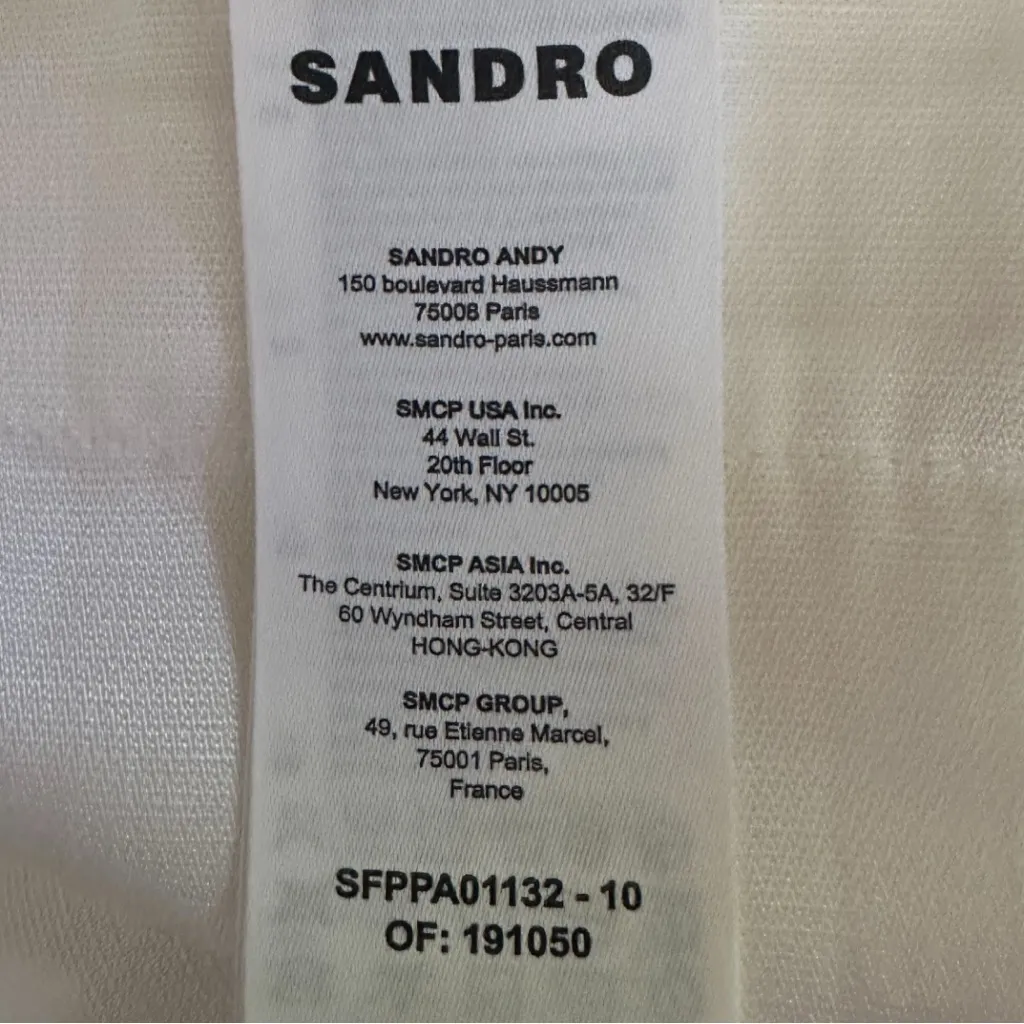 SANDRO
SANDRO ANDY
150 boulevard Haussmann
75008 Paris
www.sandro-paris.com
SMCP USA Inc.
44 Wall St.
20th Floor
New York, NY 10005
SMCP ASIA Inc.
The Centrium, Suite 3203A-5A, 32/F
60 Wyndham Street, Central
HONG-KONG
SMCP GROUP,
49, rue Etienne Marcel,
75001 Paris,
France
SFPPA01132 - 10
OF: 191050